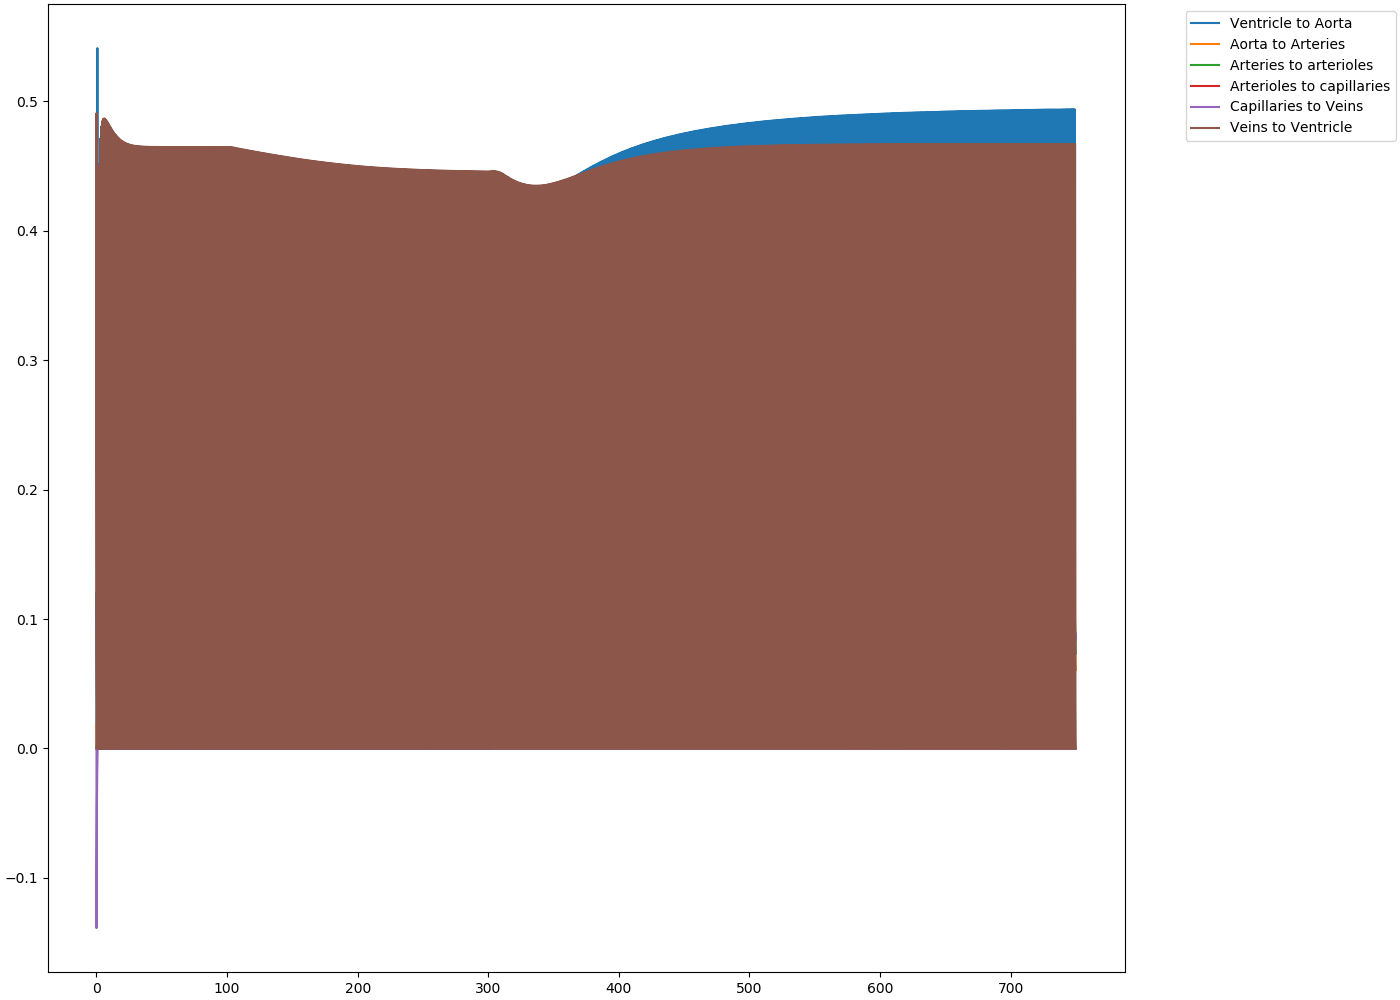 Ventricle to Aorta
Aorta to Arteries
Arteries to arterioles
Arterioles to capillaries
Capillaries to Veins
Veins to Ventricle
0.5
0.4
0.3
0.2
0.1
0.0
−0.1
0 100 200 300 400 500 600 700